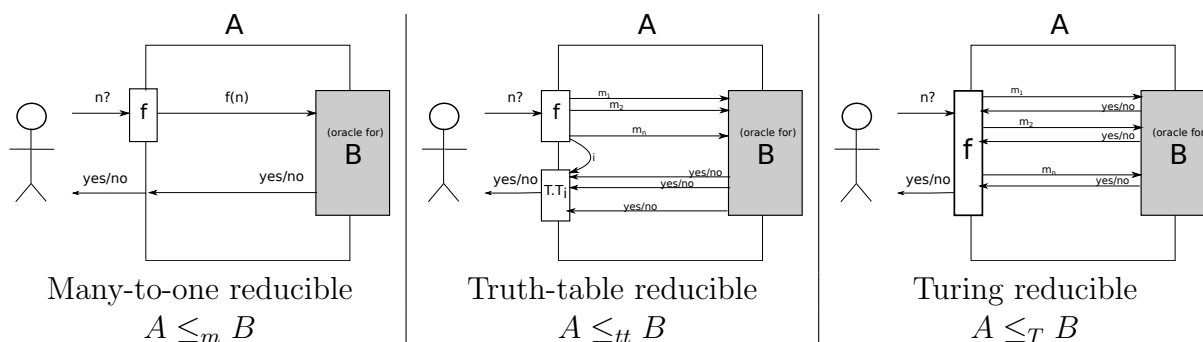 A
n?
f
f(n)
(oracle for)
B
yes/no
yes/no
Many-to-one reducible
A ≤m B
A
n?
f
m1
m2
mn
i
(oracle for)
B
yes/no
T.Ti
yes/no
yes/no
yes/no
Truth-table reducible
A ≤tt B
A
n?
f
m1
yes/no
m2
yes/no
(oracle for)
B
mn
yes/no
yes/no
Turing reducible
A ≤T B